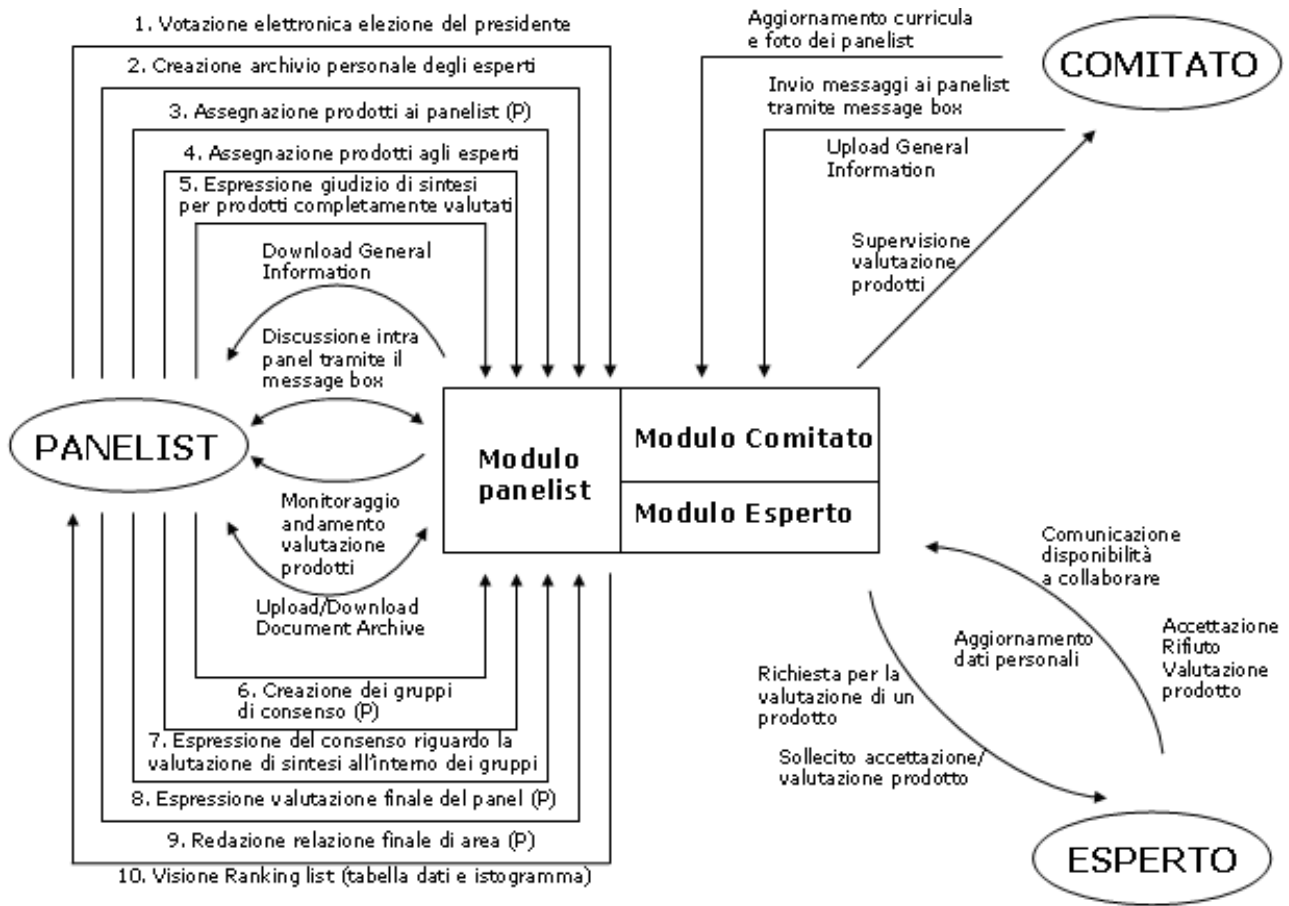 1. Votazione elettronica elezione del presidente
2. Creazione archivio personale degli esperti
3. Assegnazione prodotti ai panelist (P)
4. Assegnazione prodotti agli esperti
5. Espressione giudizio di sintesi
per prodotti completamente valutati
Download General
Information
Discussione intra
panel tramite il
message box
PANELIST
Monitoraggio
andamento
valutazione
prodotti
Upload/Download
Document Archive
6. Creazione dei gruppi
di consenso (P)
7. Espressione del consenso riguardo la
valutazione di sintesi all'interno dei gruppi
8. Espressione valutazione finale del panel (P)
9. Redazione relazione finale di area (P)
10. Visione Ranking list (tabella dati e istogramma)
Modulo
panelist
Modulo Comitato
Modulo Esperto
Aggiornamento curricula
e foto dei panelist
COMITATO
Invio messaggi ai panelist
tramite message box
Upload General
Information
Supervisione
valutazione
prodotti
Comunicazione
disponibilità
a collaborare
Aggiornamento
dati personali
Accettazione
Rifiuto
Valutazione
prodotto
Richiesta per la
valutazione di un
prodotto
Sollecito accettazione/
valutazione prodotto
ESPERTO